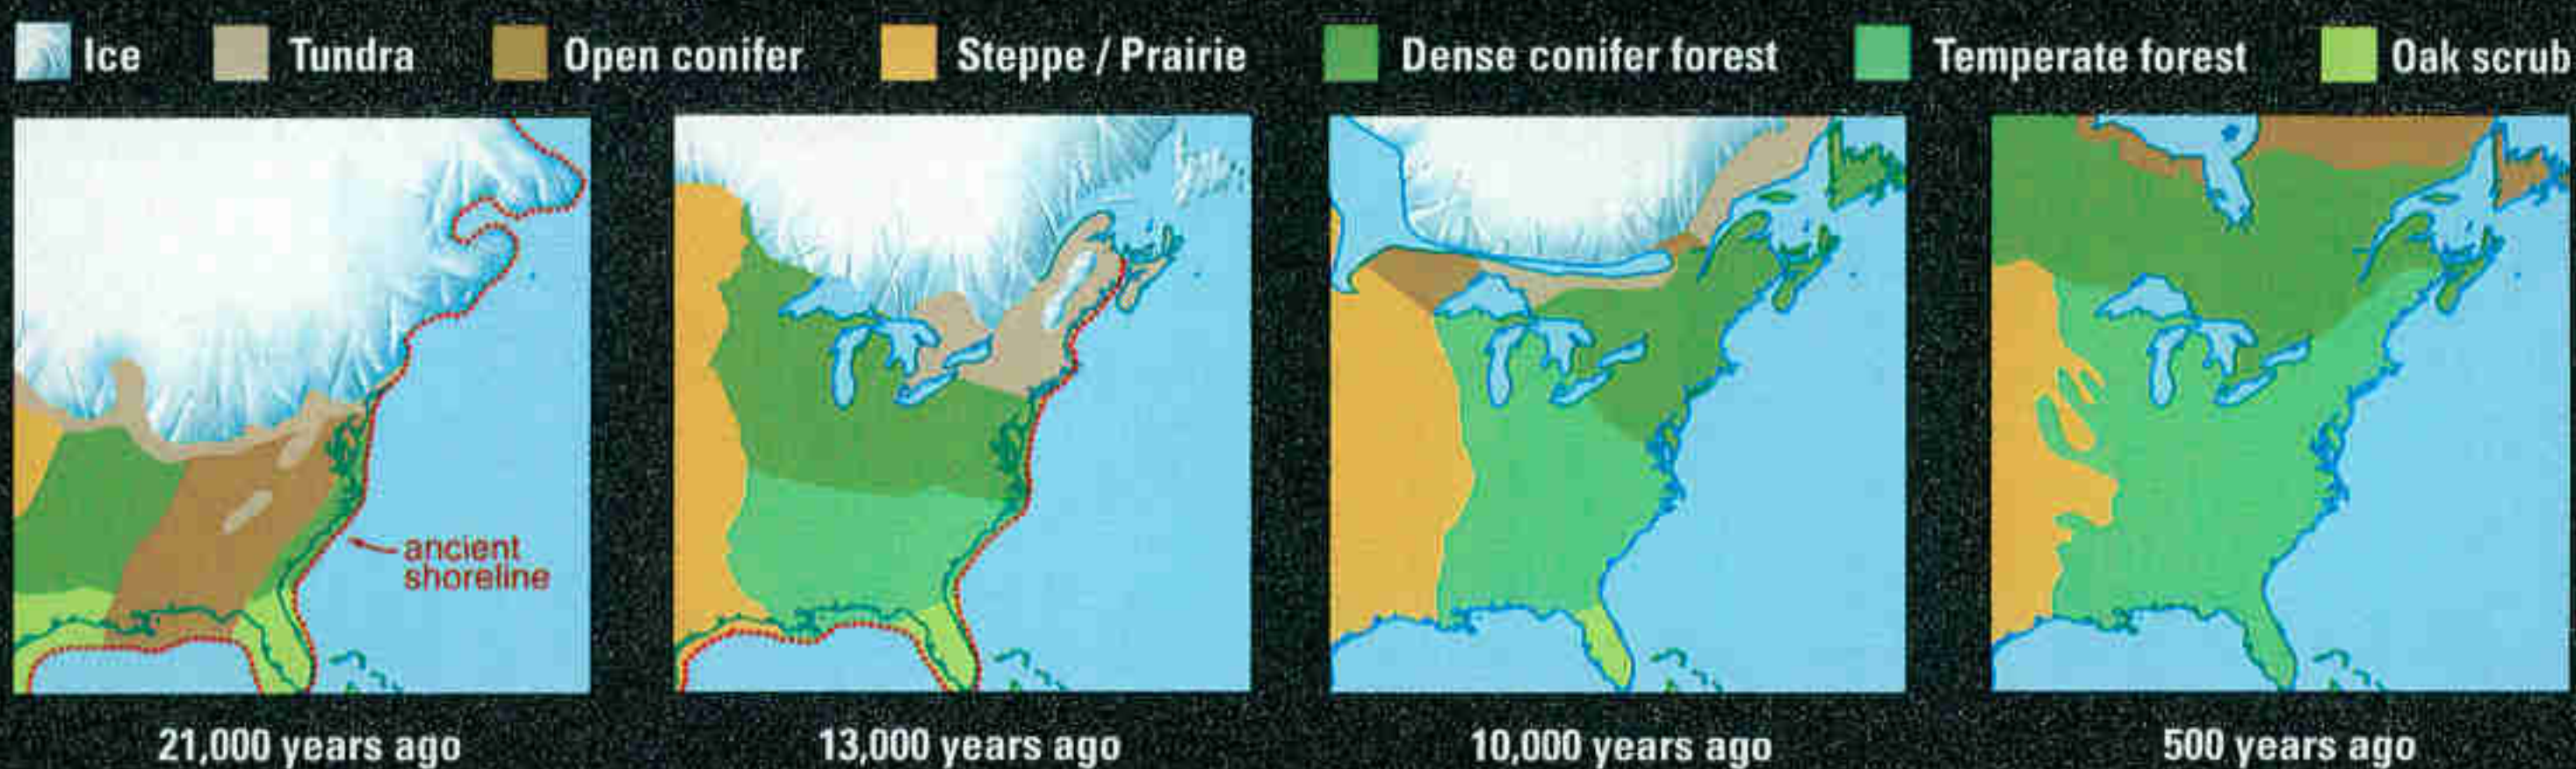 Ice Tundra Open conifer Steppe / Prairie Dense conifer forest Temperate forest Oak scrub
ancient
shoreline
21,000 years ago 13,000 years ago 10,000 years ago 500 years ago